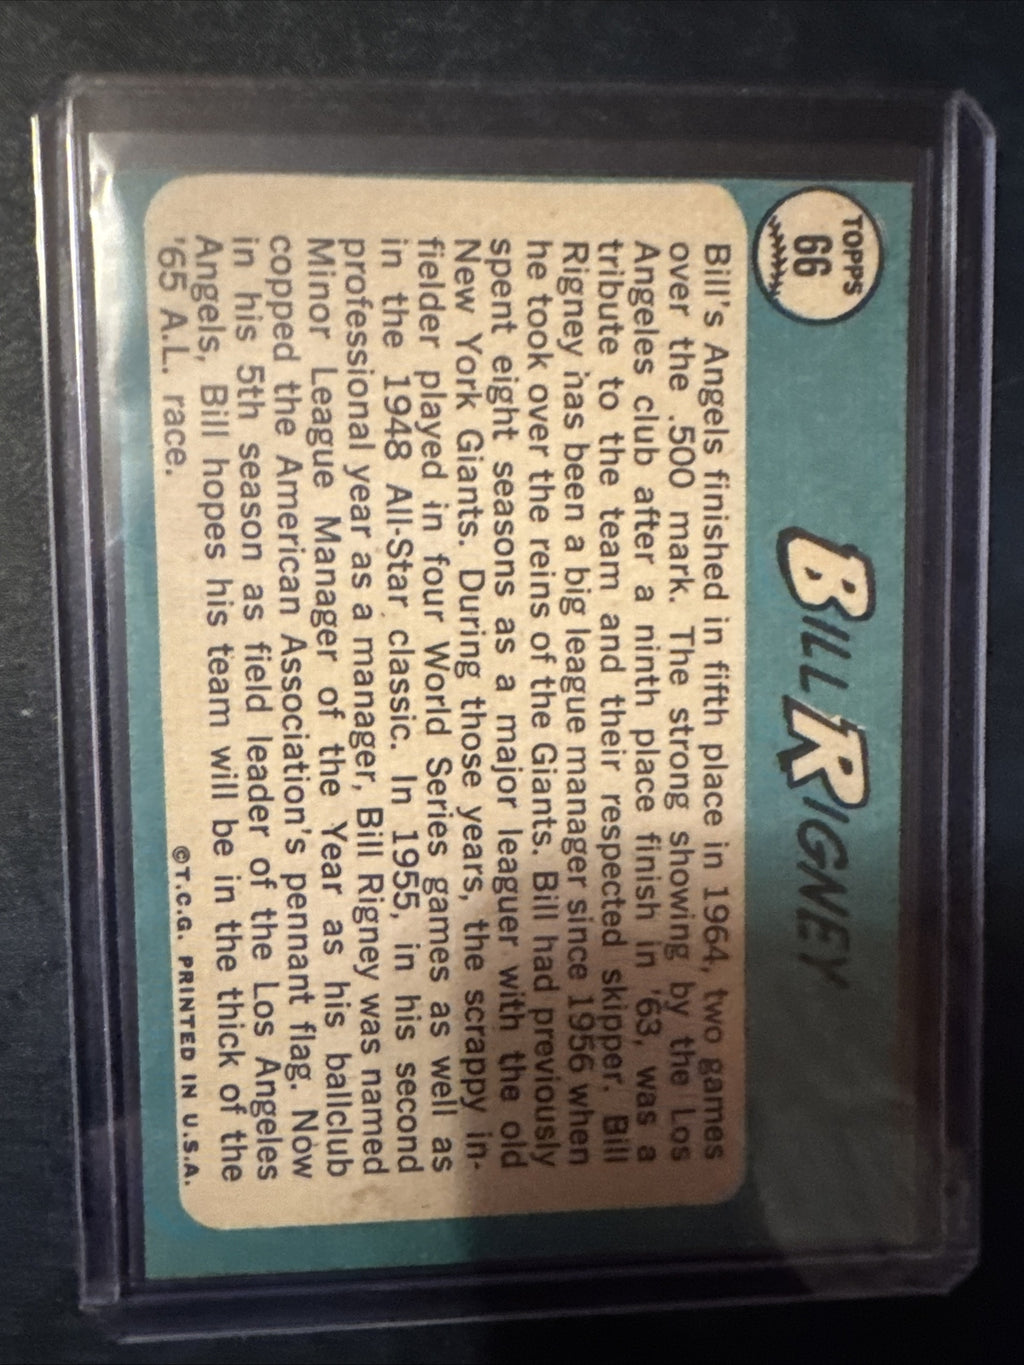 TOPPS
66
BILL RIGNEY
Bill's Angels finished in fifth place in 1964, two games
over the .500 mark. The strong showing by the Los
Angeles club after a ninth place finish in '63, was a
tribute to the team and their respected skipper. Bill
Rigney has been a big league manager since 1956 when
he took over the reins of the Giants. Bill had previously
spent eight seasons as a major leaguer with the old
New York Giants. During those years, the scrappy in-
fielder played in four World Series games as well as
in the 1948 All-Star classic. In 1955, in his second
professional year as a manager, Bill Rigney was named
Minor League Manager of the Year as his ballclub
copped the American Association's pennant flag. Now
in his 5th season as field leader of the Los Angeles
Angels, Bill hopes his team will be in the thick of the
'65 A.L. race.
©T.C.G. PRINTED IN U.S.A.